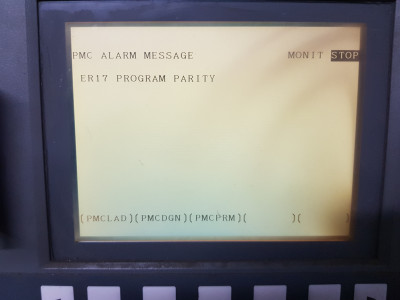 PMC ALARM MESSAGE MONIT STOP
ER17 PROGRAM PARITY
(PMCLAD)(PMCDGN)(PMCPRM)( )( )